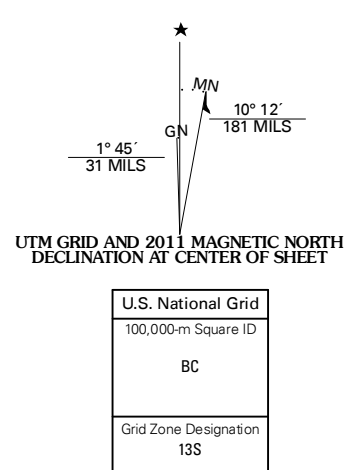 MN
10° 12´
181 MILS
GN
1° 45´
31 MILS
UTM GRID AND 2011 MAGNETIC NORTH
DECLINATION AT CENTER OF SHEET
U.S. National Grid
100,000-m Square ID
BC
Grid Zone Designation
13S